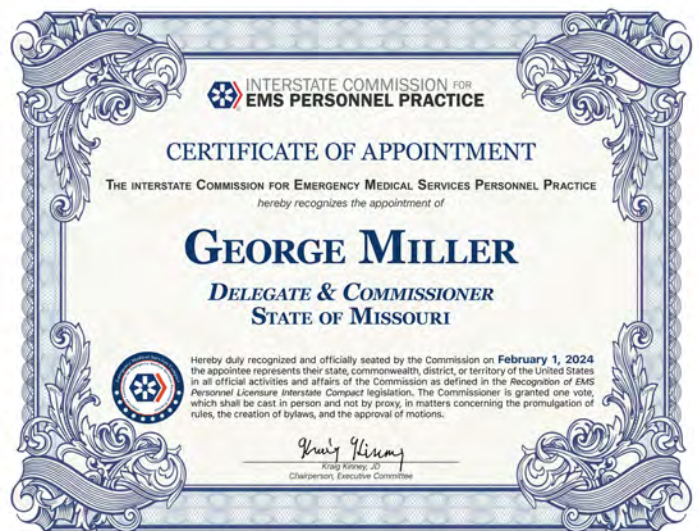 INTERSTATE COMMISSION FOR
EMS PERSONNEL PRACTICE
CERTIFICATE OF APPOINTMENT
THE INTERSTATE COMMISSION FOR EMERGENCY MEDICAL SERVICES PERSONNEL PRACTICE
hereby recognizes the appointment of
GEORGE MILLER
DELEGATE & COMMISSIONER
STATE OF MISSOURI
Hereby duly recognized and officially seated by the Commission on February 1, 2024
the appointee represents their state, commonwealth, district, or territory of the United States
in all official activities and affairs of the Commission as defined in the Recognition of EMS
Personnel Licensure Interstate Compact legislation. The Commissioner is granted one vote,
which shall be cast in person and not by proxy, in matters concerning the promulgation of
rules, the creation of bylaws, and the approval of motions.
Kraig Kinney, JD
Chairperson, Executive Committee